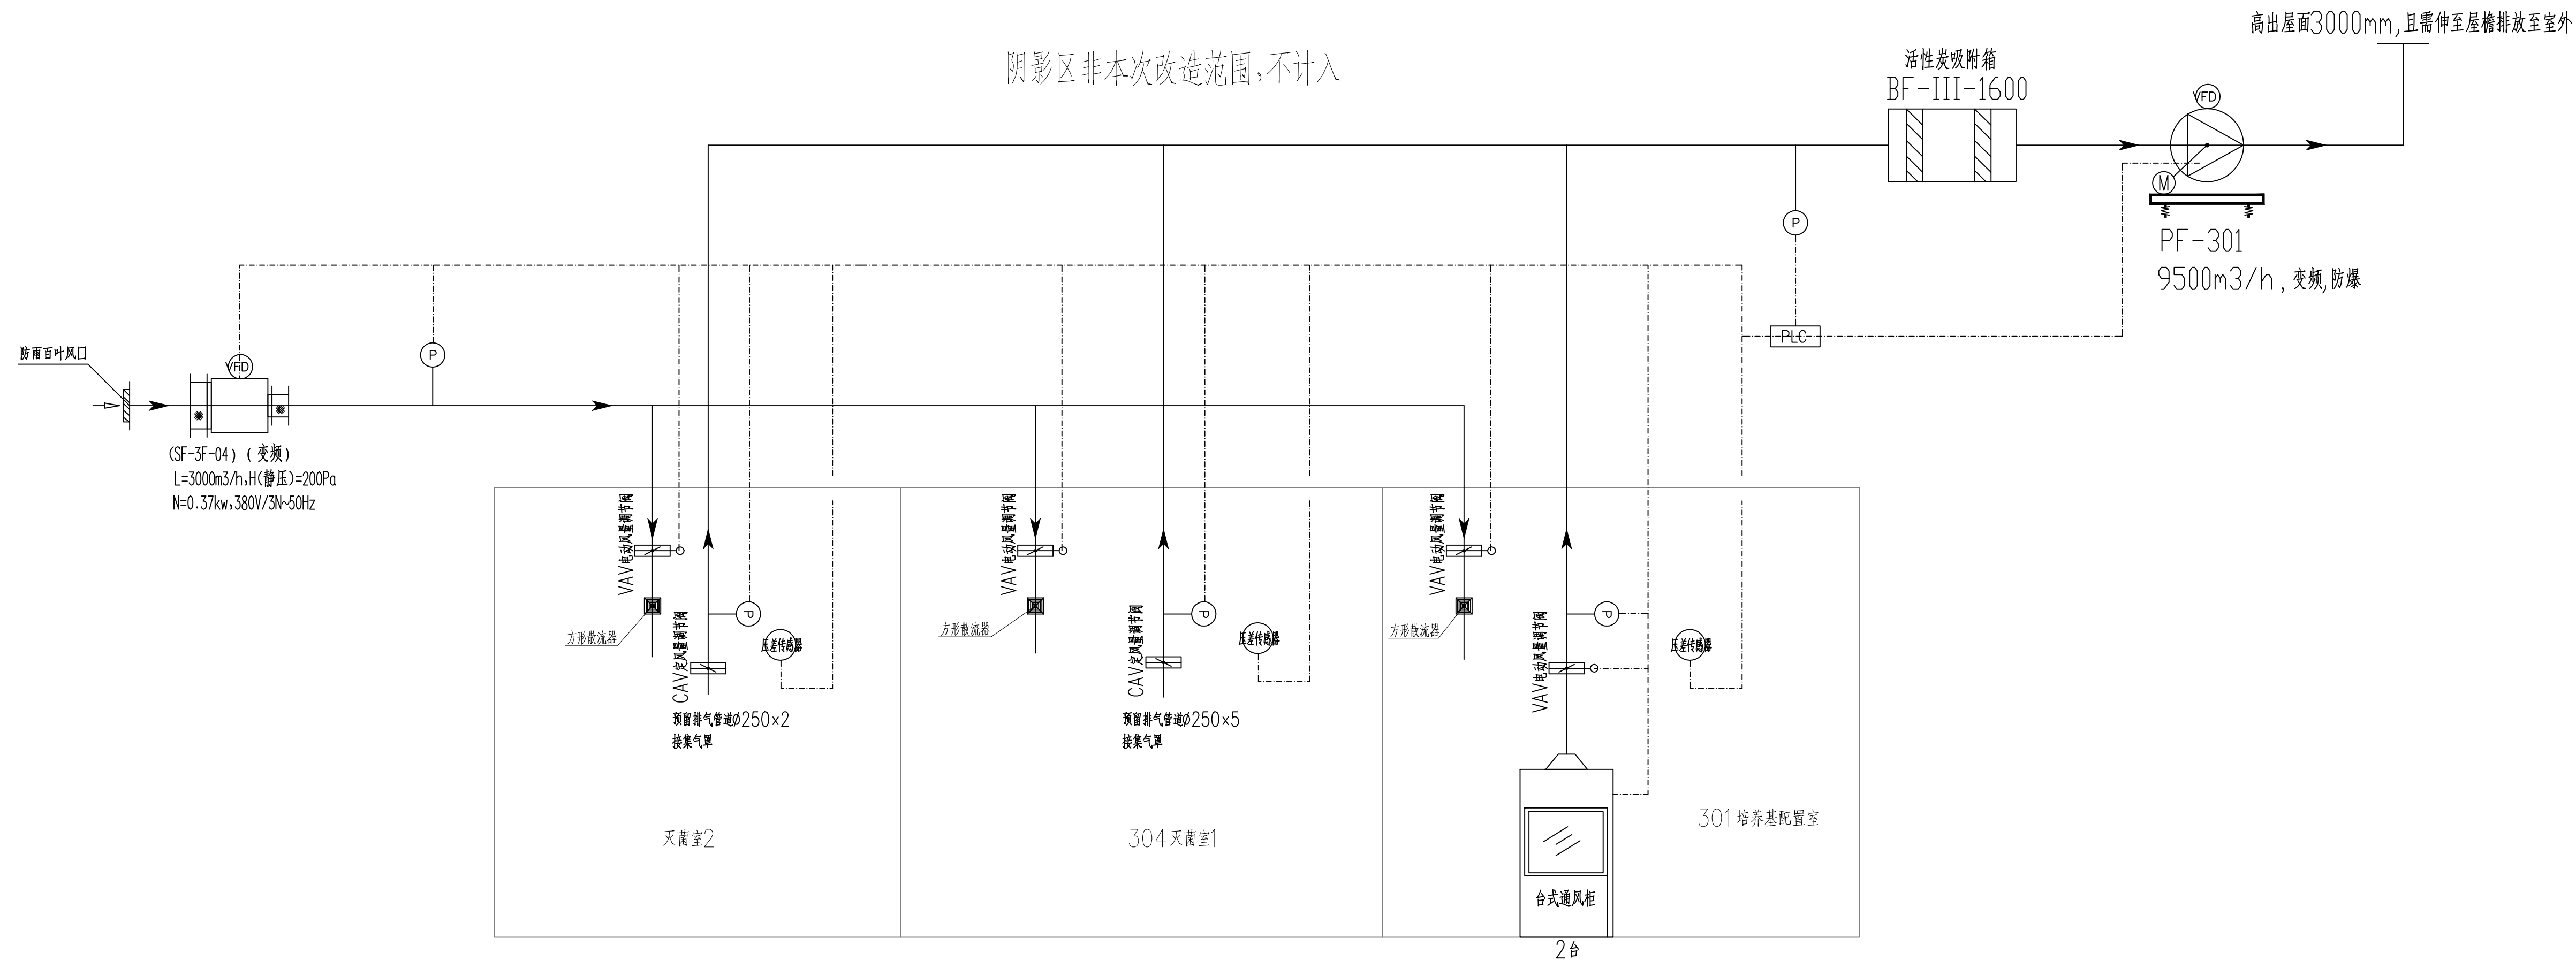 高出屋面3000mm,且需伸至屋檐排放至室外
阴影区非本次改造范围,不计入
活性炭吸附箱
BF-III-1600
VFD
M
P
PF-301
9500m3/h,变频,防爆
PLC
防雨百叶风口
VFD
P
(SF-3F-04)(变频)
L=3000m3/h,H(静压)=200Pa
N=0.37kw,380V/3N~50Hz
VAV电动风量调节阀
方形散流器
CAV定风量调节阀
P
压差传感器
预留排气管道Ø250×2
接集气罩
灭菌室2
VAV电动风量调节阀
方形散流器
CAV定风量调节阀
P
压差传感器
预留排气管道Ø250×5
接集气罩
304灭菌室1
VAV电动风量调节阀
方形散流器
VAV电动风量调节阀
P
压差传感器
301培养基配置室
台式通风柜
2台